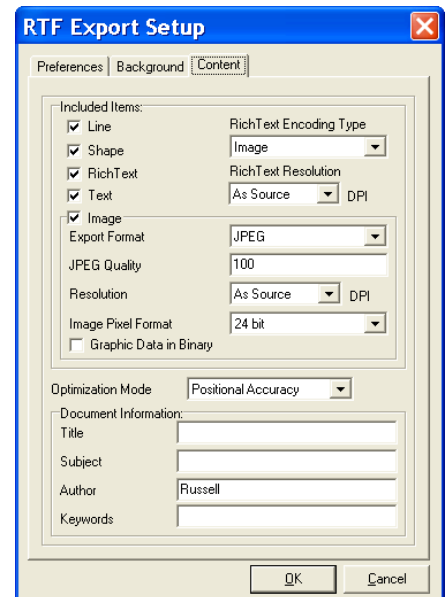 RTF Export Setup
Preferences Background Content
Included Items:
Line RichText Encoding Type
Shape Image
RichText RichText Resolution
Text As Source DPI
Image
Export Format JPEG
JPEG Quality 100
Resolution As Source DPI
Image Pixel Format 24 bit
Graphic Data in Binary
Optimization Mode Positional Accuracy
Document Information:
Title
Subject
Author Russell
Keywords
OK Cancel